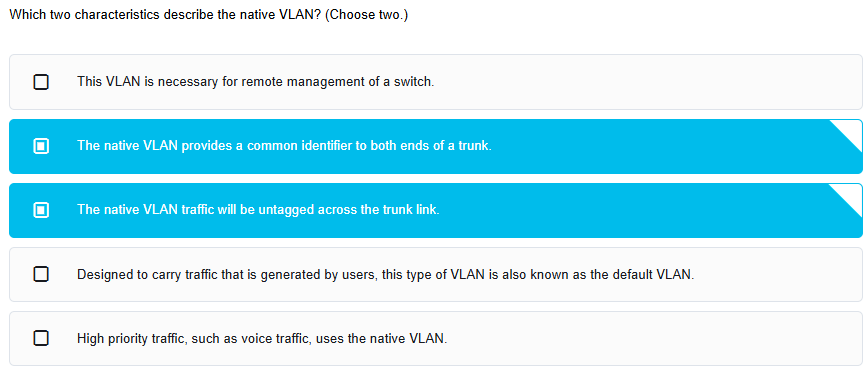 Which two characteristics describe the native VLAN? (Choose two.)
This VLAN is necessary for remote management of a switch.
The native VLAN provides a common identifier to both ends of a trunk.
The native VLAN traffic will be untagged across the trunk link.
Designed to carry traffic that is generated by users, this type of VLAN is also known as the default VLAN.
High priority traffic, such as voice traffic, uses the native VLAN.